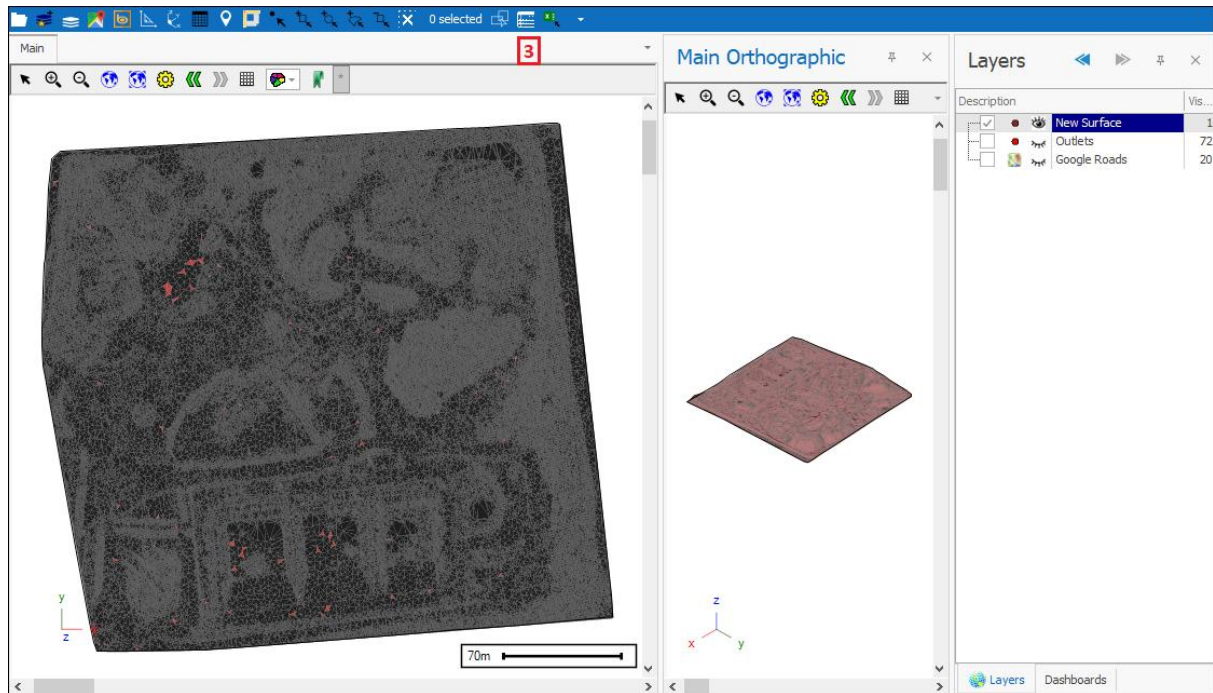 0 selected
3
Main
Main Orthographic
Layers
Description
Vis...
New Surface
1
Outlets
72
Google Roads
20
y
z
x
70m
z
x
y
Layers
Dashboards